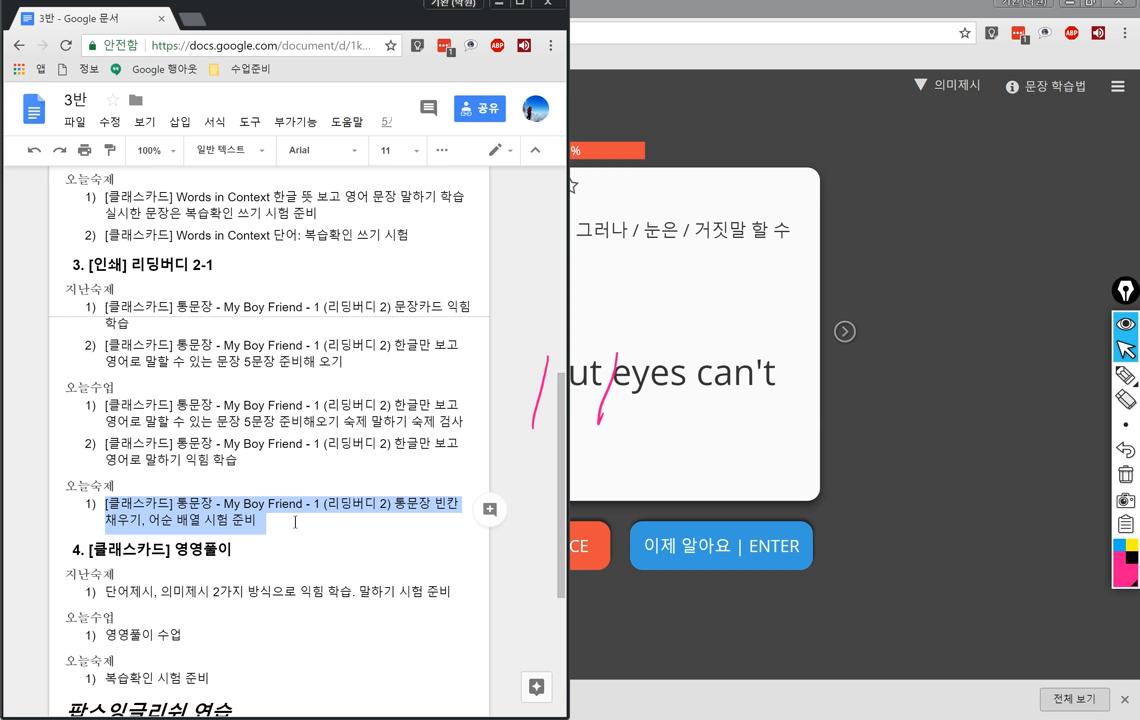 기완 (학원)
3반 - Google 문서
안전함
https://docs.google.com/document/d/1k...
앱
정보
Google 행아웃
수업준비
3반
공유
파일 수정 보기 삽입 서식 도구 부가기능 도움말
100%
일반 텍스트
Arial
11
오늘숙제
1) [클래스카드] Words in Context 한글 뜻 보고 영어 문장 말하기 학습
실시한 문장은 복습확인 쓰기 시험 준비
2) [클래스카드] Words in Context 단어: 복습확인 쓰기 시험
3. [인쇄] 리딩버디 2-1
지난숙제
1) [클래스카드] 통문장 - My Boy Friend - 1 (리딩버디 2) 문장카드 익힘
학습
2) [클래스카드] 통문장 - My Boy Friend - 1 (리딩버디 2) 한글만 보고
영어로 말할 수 있는 문장 5문장 준비해 오기
오늘수업
1) [클래스카드] 통문장 - My Boy Friend - 1 (리딩버디 2) 한글만 보고
영어로 말할 수 있는 문장 5문장 준비해오기 숙제 말하기 숙제 검사
2) [클래스카드] 통문장 - My Boy Friend - 1 (리딩버디 2) 한글만 보고
영어로 말하기 익힘 학습
오늘숙제
1) [클래스카드] 통문장 - My Boy Friend - 1 (리딩버디 2) 통문장 빈칸
채우기, 어순 배열 시험 준비
4. [클래스카드] 영영풀이
지난숙제
1) 단어제시, 의미제시 2가지 방식으로 익힘 학습. 말하기 시험 준비
오늘수업
1) 영영풀이 수업
오늘숙제
1) 복습확인 시험 준비
팝스잉글리쉬 연습
▼ 의미제시
문장 학습법
%
그러나 / 눈은 / 거짓말 할 수
ut eyes can't
CE
이제 알아요 | ENTER
전체 보기